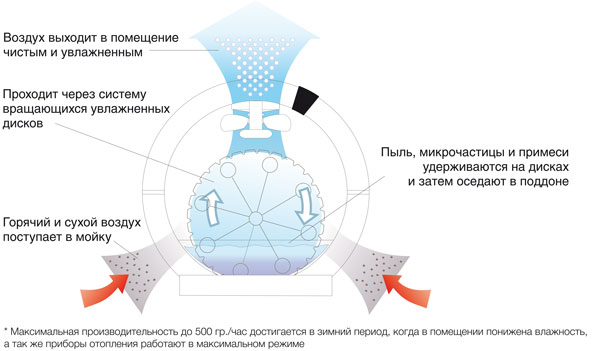 Воздух выходит в помещение
чистым и увлажненным
Проходит через систему
вращающихся увлажненных
дисков
Пыль, микрочастицы и примеси
удерживаются на дисках
и затем оседают в поддоне
Горячий и сухой воздух
поступает в мойку
* Максимальная производительность до 500 гр./час достигается в зимний период, когда в помещении понижена влажность,
а так же приборы отопления работают в максимальном режиме